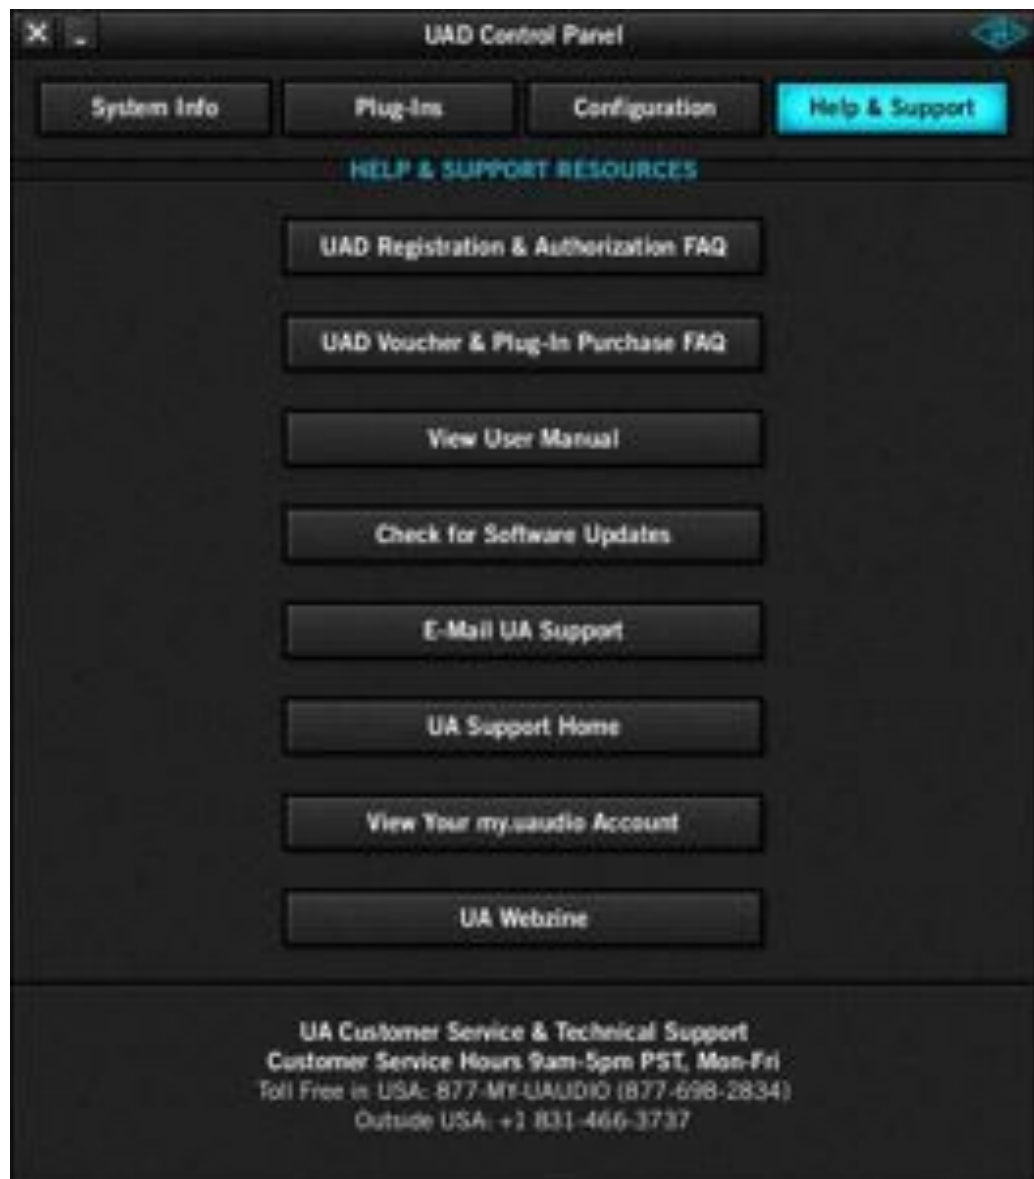 UAD Control Panel
System Info
Plug-Ins
Configuration
Help & Support
HELP & SUPPORT RESOURCES
UAD Registration & Authorization FAQ
UAD Voucher & Plug-In Purchase FAQ
View User Manual
Check for Software Updates
E-Mail UA Support
UA Support Home
View Your my.uaudio Account
UA Webzine
UA Customer Service & Technical Support
Customer Service Hours 9am-5pm PST, Mon-Fri
Toll Free in USA: 877-MY-UAUDIO (877-698-2834)
Outside USA: +1 831-466-3737